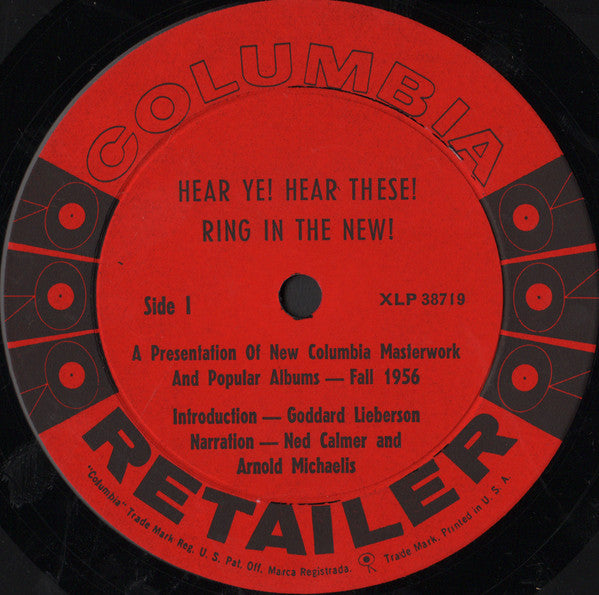 COLUMBIA
HEAR YE! HEAR THESE!
RING IN THE NEW!
Side 1
XLP 38719
A Presentation Of New Columbia Masterwork
And Popular Albums — Fall 1956
Introduction — Goddard Lieberson
Narration — Ned Calmer and
Arnold Michaelis
RETAILER
"Columbia" Trade Mark Reg. U. S. Pat. Off. Marca Registrada. Trade Mark. Printed in U. S. A.